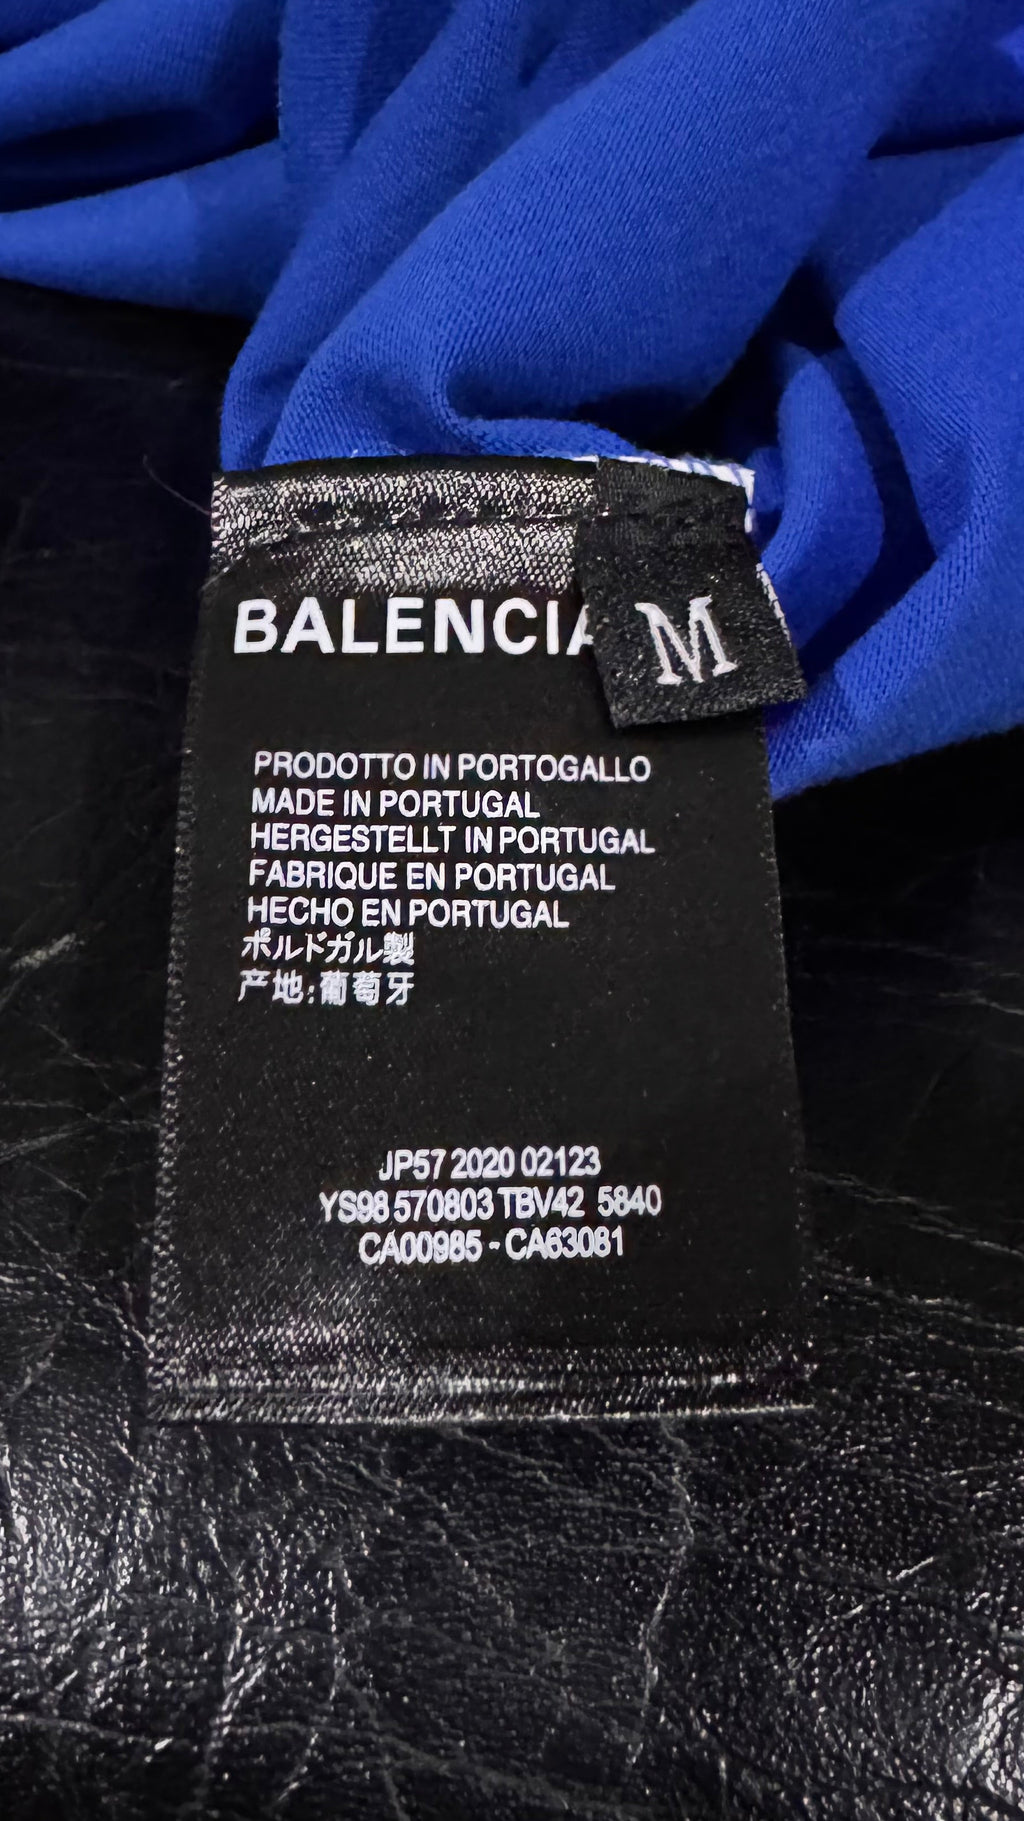 BALENCIA
M
PRODOTTO IN PORTOGALLO
MADE IN PORTUGAL
HERGESTELLT IN PORTUGAL
FABRIQUE EN PORTUGAL
HECHO EN PORTUGAL
ポルトガル製
产地:葡萄牙
JP57 2020 02123
YS98 570803 TBV42 5840
CA00985 - CA63081